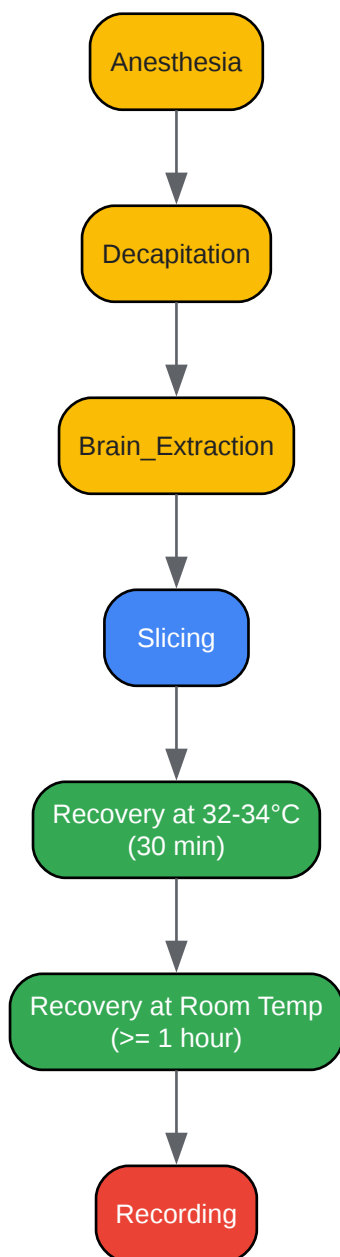 Anesthesia
Decapitation
Brain_Extraction
Slicing
Recovery at 32-34°C
(30 min)
Recovery at Room Temp
(>= 1 hour)
Recording